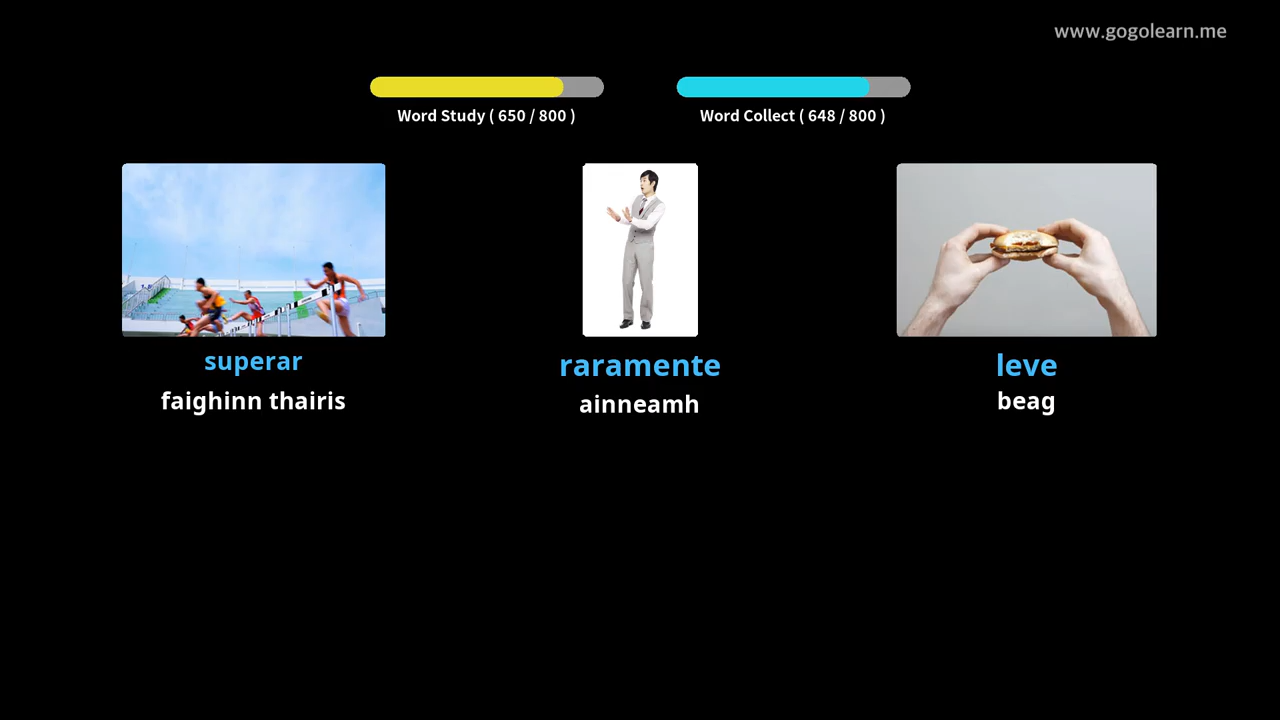 www.gogolearn.me
Word Study ( 650 / 800 )
Word Collect ( 648 / 800 )
superar
faighinn thairis
raramente
ainneamh
leve
beag